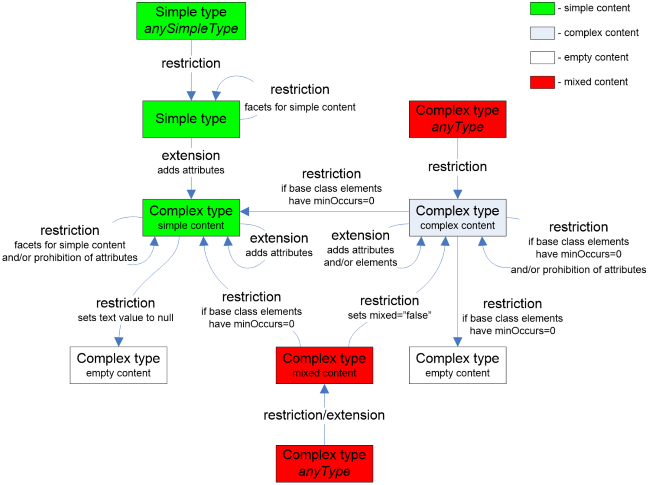 Simple type
anySimpleType
- simple content
- complex content
- empty content
- mixed content
restriction
restriction
facets for simple content
Simple type
Complex type
anyType
extension
adds attributes
restriction
restriction
if base class elements
have minOccurs=0
Complex type
simple content
Complex type
complex content
restriction
facets for simple content
and/or prohibition of attributes
extension
adds attributes
extension
adds attributes
and/or elements
restriction
if base class elements
have minOccurs=0
and/or prohibition of attributes
restriction
sets text value to null
restriction
if base class elements
have minOccurs=0
restriction
sets mixed="false"
restriction
if base class elements
have minOccurs=0
Complex type
empty content
Complex type
mixed content
Complex type
empty content
restriction/extension
Complex type
anyType